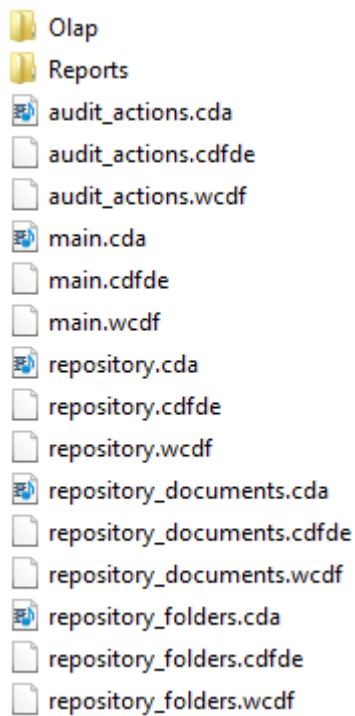 Olap
Reports
audit_actions.cda
audit_actions.cdfde
audit_actions.wcdf
main.cda
main.cdfde
main.wcdf
repository.cda
repository.cdfde
repository.wcdf
repository_documents.cda
repository_documents.cdfde
repository_documents.wcdf
repository_folders.cda
repository_folders.cdfde
repository_folders.wcdf